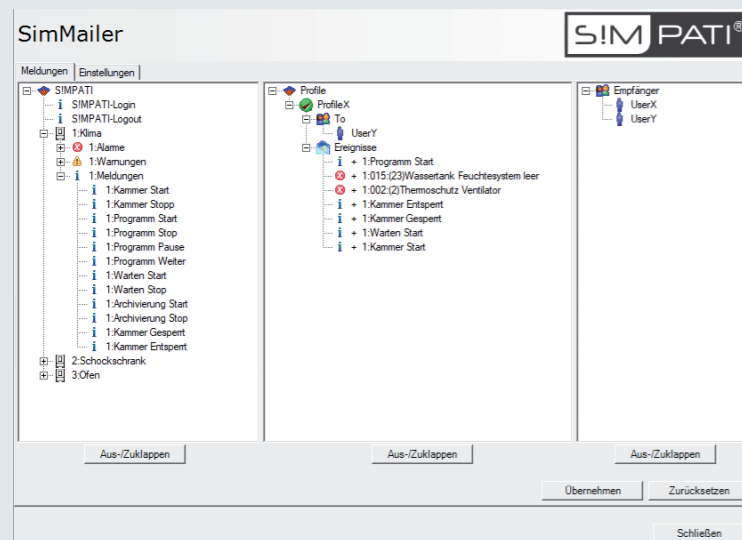 SimMailer
S!MPATI®
Meldungen
Einstellungen
S!MPATI
S!MPATI-Login
S!MPATI-Logout
1:Klima
1:Alarme
1:Warnungen
1:Meldungen
1:Kammer Start
1:Kammer Stopp
1:Programm Start
1:Programm Stop
1:Programm Pause
1:Programm Weiter
1:Warten Start
1:Warten Stop
1:Archivierung Start
1:Archivierung Stop
1:Kammer Gesperrt
1:Kammer Entsperrt
2:Schockschrank
3:Ofen
Aus-/Zuklappen
Profile
ProfileX
To
UserY
Ereignisse
+ 1:Programm Start
+ 1:015:(23)Wassertank Feuchtesystem leer
+ 1:002:(2)Thermoschutz Ventilator
+ 1:Kammer Entsperrt
+ 1:Kammer Gesperrt
+ 1:Warten Start
+ 1:Kammer Start
Aus-/Zuklappen
Empfänger
UserX
UserY
Aus-/Zuklappen
Übernehmen
Zurücksetzen
Schließen